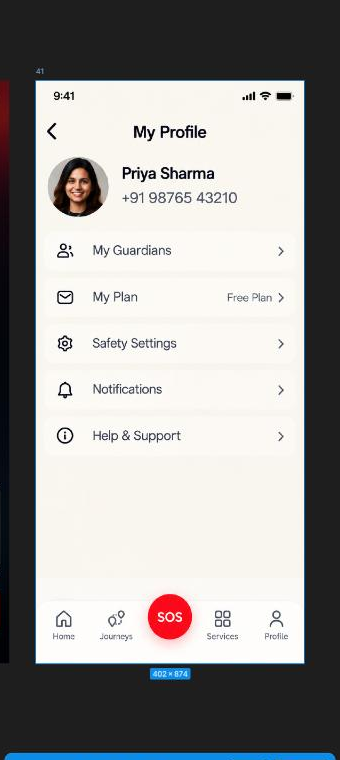 41
9:41
My Profile
Priya Sharma
+91 98765 43210
My Guardians
My Plan Free Plan
Safety Settings
Notifications
Help & Support
SOS
Home Journeys Services Profile
402 × 874